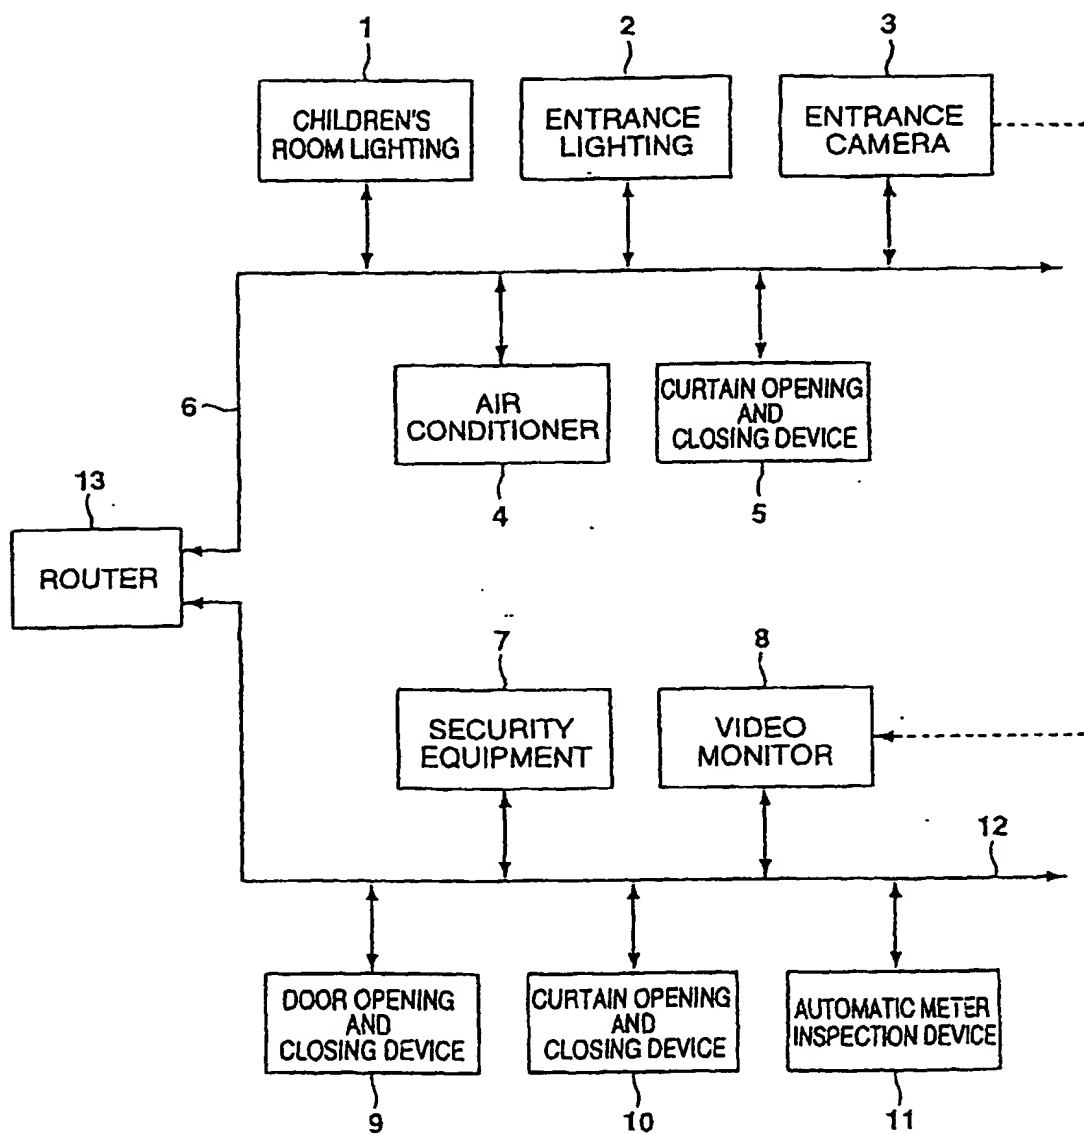 1
2
3
CHILDREN'S
ROOM LIGHTING
ENTRANCE
LIGHTING
ENTRANCE
CAMERA
6
AIR
CONDITIONER
CURTAIN OPENING
AND
CLOSING DEVICE
4
5
13
ROUTER
7
8
SECURITY
EQUIPMENT
VIDEO
MONITOR
12
DOOR OPENING
AND
CLOSING DEVICE
CURTAIN OPENING
AND
CLOSING DEVICE
AUTOMATIC METER
INSPECTION DEVICE
9
10
11